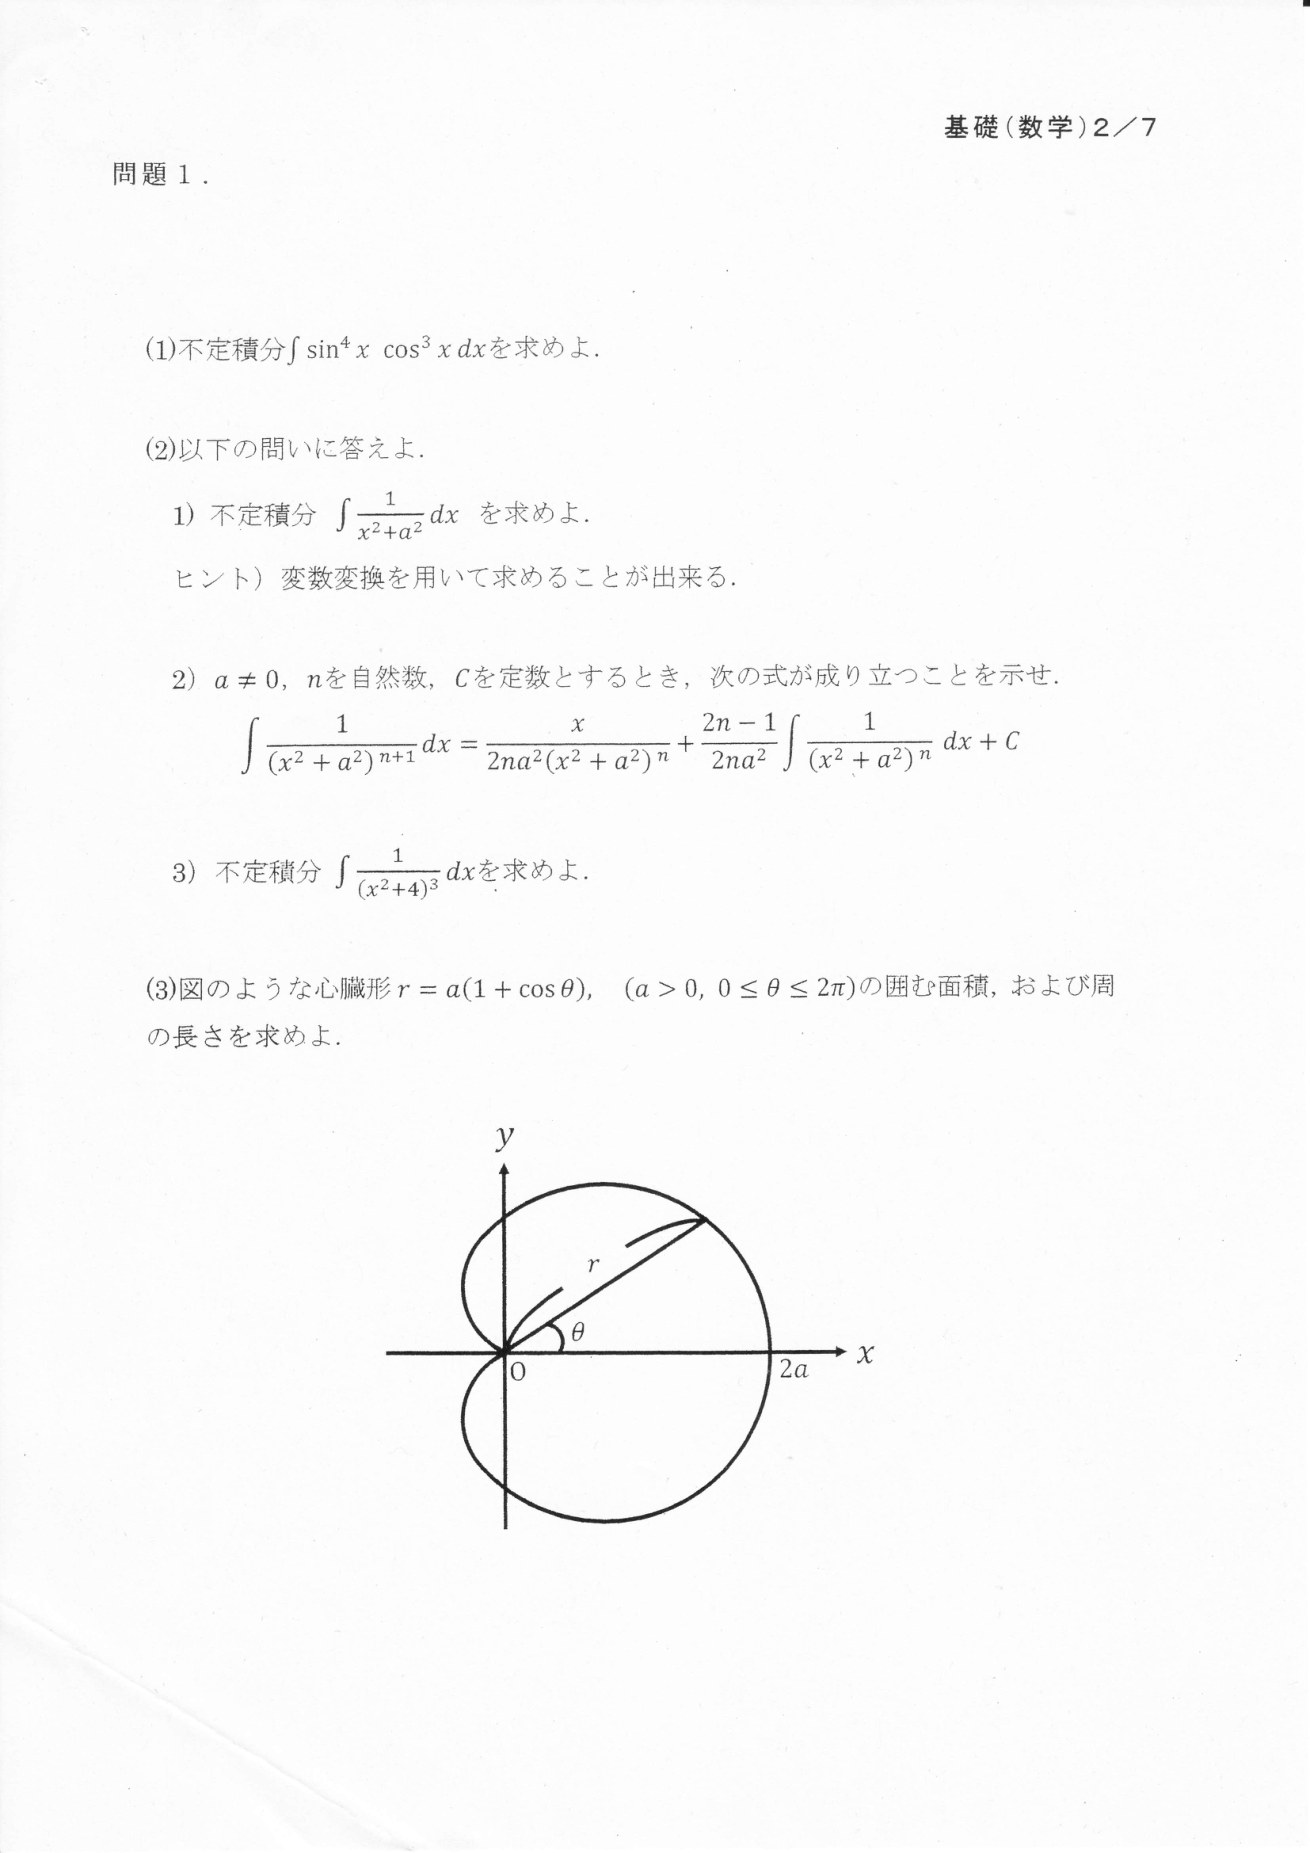 基礎(数学)2／7
問題１．
(1)不定積分∫ sin⁴ x cos³ x dxを求めよ．
(2)以下の問いに答えよ．
1) 不定積分 ∫ 1/(x²+a²) dx を求めよ．
ヒント）変数変換を用いて求めることが出来る．
2) a ≠ 0，nを自然数，Cを定数とするとき，次の式が成り立つことを示せ．
∫ 1/(x² + a²)ⁿ⁺¹ dx = x/(2na²(x² + a²)ⁿ) + (2n − 1)/(2na²) ∫ 1/(x² + a²)ⁿ dx + C
3) 不定積分 ∫ 1/(x²+4)³ dxを求めよ．
(3)図のような心臓形 r = a(1 + cos θ), (a > 0, 0 ≤ θ ≤ 2π)の囲む面積，および周
の長さを求めよ．
y
r
θ
x
O
2a